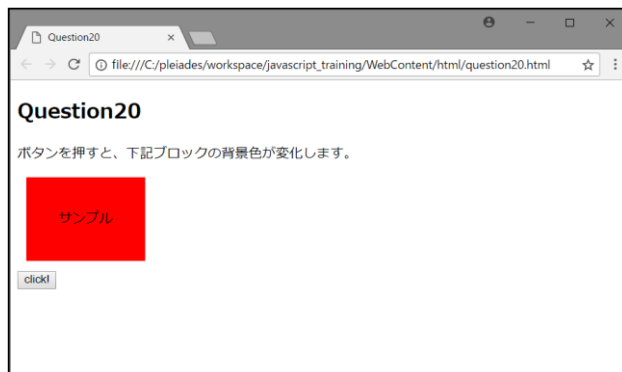 Question20
file:///C:/pleiades/workspace/javascript_training/WebContent/html/question20.html
Question20
ボタンを押すと、下記ブロックの背景色が変化します。
サンプル
click!